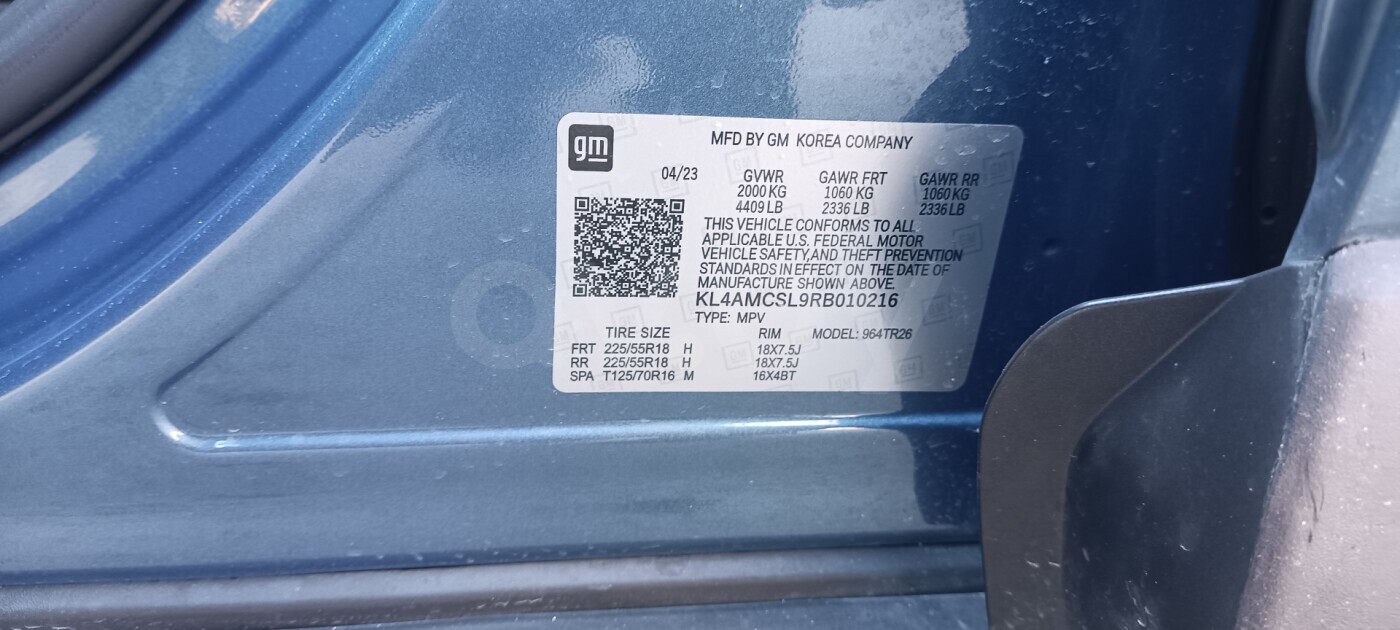 gm
MFD BY GM KOREA COMPANY
04/23 GVWR GAWR FRT GAWR RR
2000 KG 1060 KG 1060 KG
4409 LB 2336 LB 2336 LB
THIS VEHICLE CONFORMS TO ALL
APPLICABLE U.S. FEDERAL MOTOR
VEHICLE SAFETY,AND THEFT PREVENTION
STANDARDS IN EFFECT ON THE DATE OF
MANUFACTURE SHOWN ABOVE.
KL4AMCSL9RB010216
TYPE: MPV
TIRE SIZE RIM MODEL: 964TR26
FRT 225/55R18 H 18X7.5J
RR 225/55R18 H 18X7.5J
SPA T125/70R16 M 16X4BT